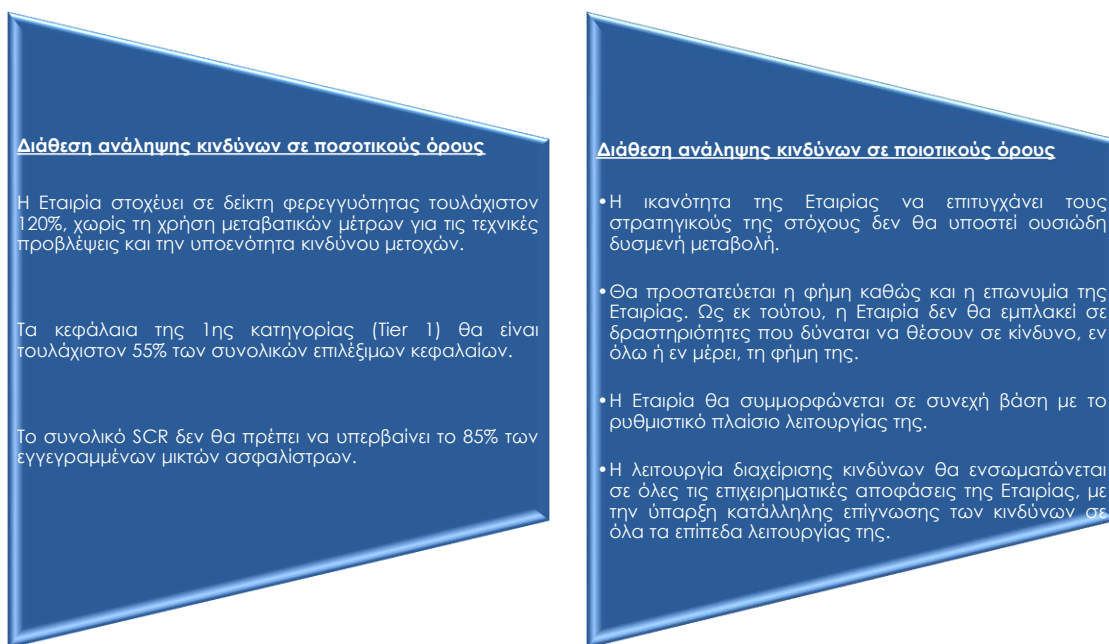 Διάθεση ανάληψης κινδύνων σε ποσοτικούς όρους
Η Εταιρία στοχεύει σε δείκτη φερεγγυότητας τουλάχιστον
120%, χωρίς τη χρήση μεταβατικών μέτρων για τις τεχνικές
προβλέψεις και την υποενότητα κινδύνου μετοχών.
Τα κεφάλαια της 1ης κατηγορίας (Tier 1) θα είναι
τουλάχιστον 55% των συνολικών επιλέξιμων κεφαλαίων.
Το συνολικό SCR δεν θα πρέπει να υπερβαίνει το 85% των
εγγεγραμμένων μικτών ασφαλίστρων.
Διάθεση ανάληψης κινδύνων σε ποιοτικούς όρους
•Η ικανότητα της Εταιρίας να επιτυγχάνει τους
στρατηγικούς της στόχους δεν θα υποστεί ουσιώδη
δυσμενή μεταβολή.
•Θα προστατεύεται η φήμη καθώς και η επωνυμία της
Εταιρίας. Ως εκ τούτου, η Εταιρία δεν θα εμπλακεί σε
δραστηριότητες που δύναται να θέσουν σε κίνδυνο, εν
όλω ή εν μέρει, τη φήμη της.
•Η Εταιρία θα συμμορφώνεται σε συνεχή βάση με το
ρυθμιστικό πλαίσιο λειτουργίας της.
•Η λειτουργία διαχείρισης κινδύνων θα ενσωματώνεται
σε όλες τις επιχειρηματικές αποφάσεις της Εταιρίας, με
την ύπαρξη κατάλληλης επίγνωσης των κινδύνων σε
όλα τα επίπεδα λειτουργίας της.